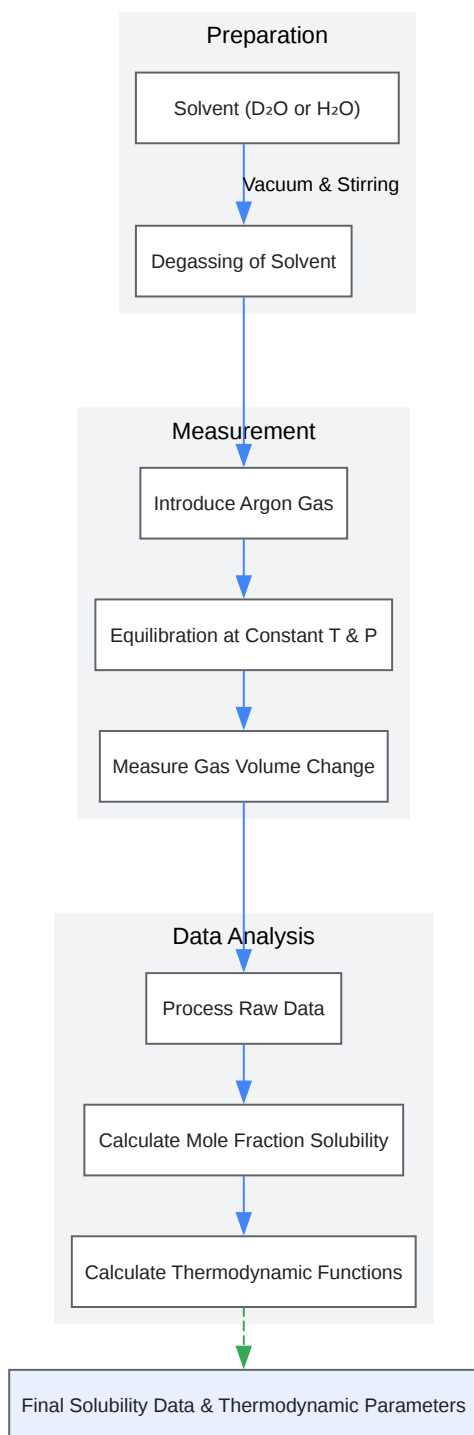 Preparation
Solvent (D₂O or H₂O)
Vacuum & Stirring
Degassing of Solvent
Measurement
Introduce Argon Gas
Equilibration at Constant T & P
Measure Gas Volume Change
Data Analysis
Process Raw Data
Calculate Mole Fraction Solubility
Calculate Thermodynamic Functions
Final Solubility Data & Thermodynamic Parameters